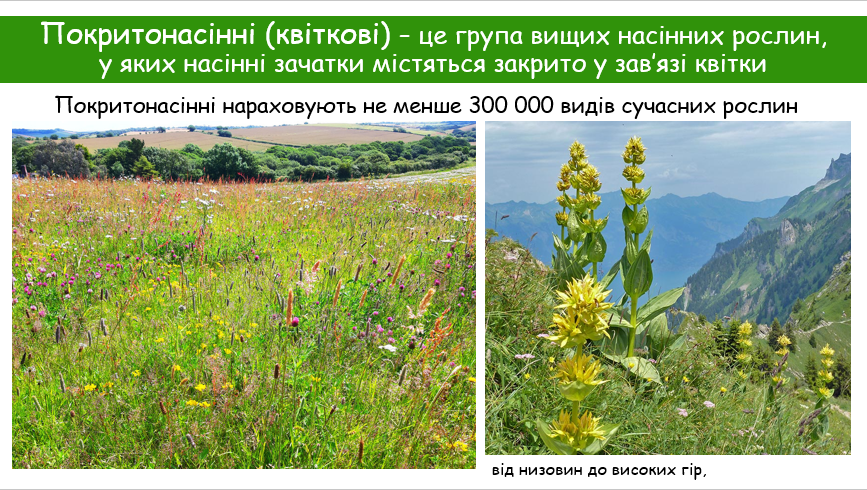 Покритонасінні (квіткові) – це група вищих насінних рослин,
у яких насінні зачатки містяться закрито у зав’язі квітки
Покритонасінні нараховують не менше 300 000 видів сучасних рослин
від низовин до високих гір,